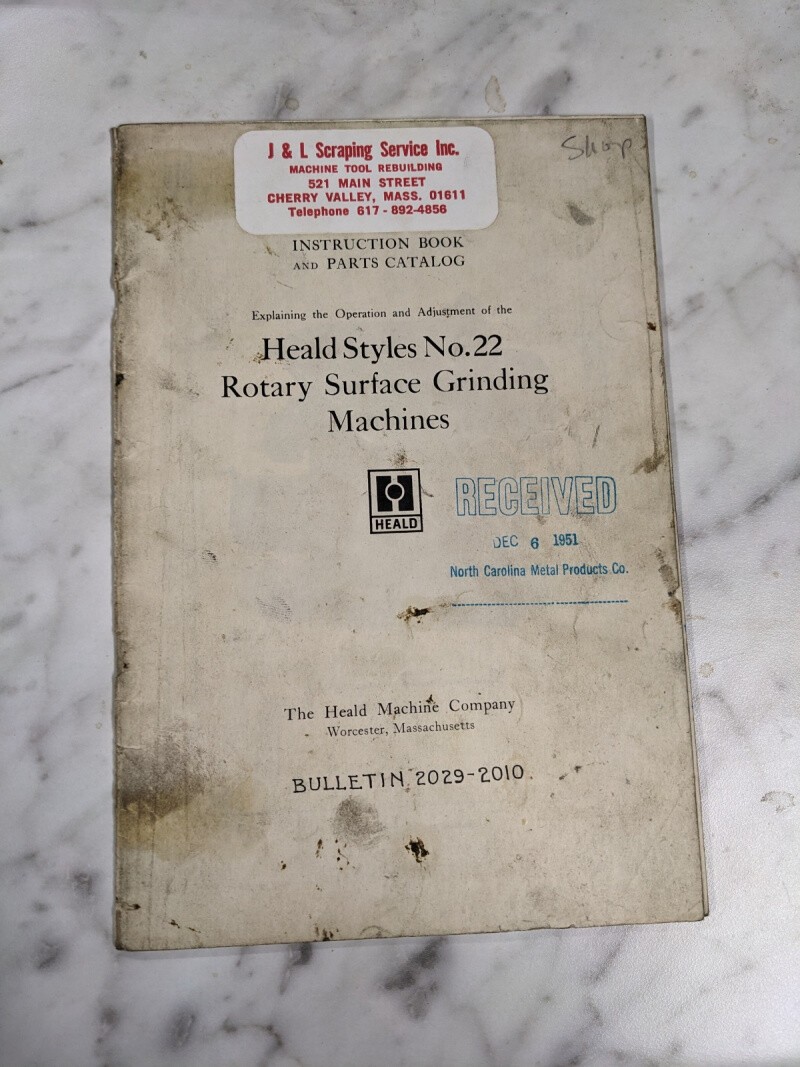 J & L Scraping Service Inc.
MACHINE TOOL REBUILDING
521 MAIN STREET
CHERRY VALLEY, MASS. 01611
Telephone 617-892-4856
Shop
INSTRUCTION BOOK
AND PARTS CATALOG
Explaining the Operation and Adjustment of the
Heald Styles No.22
Rotary Surface Grinding
Machines
HEALD
RECEIVED
DEC 6 1951
North Carolina Metal Products Co.
The Heald Machine Company
Worcester, Massachusetts
BULLETIN 2029-2010